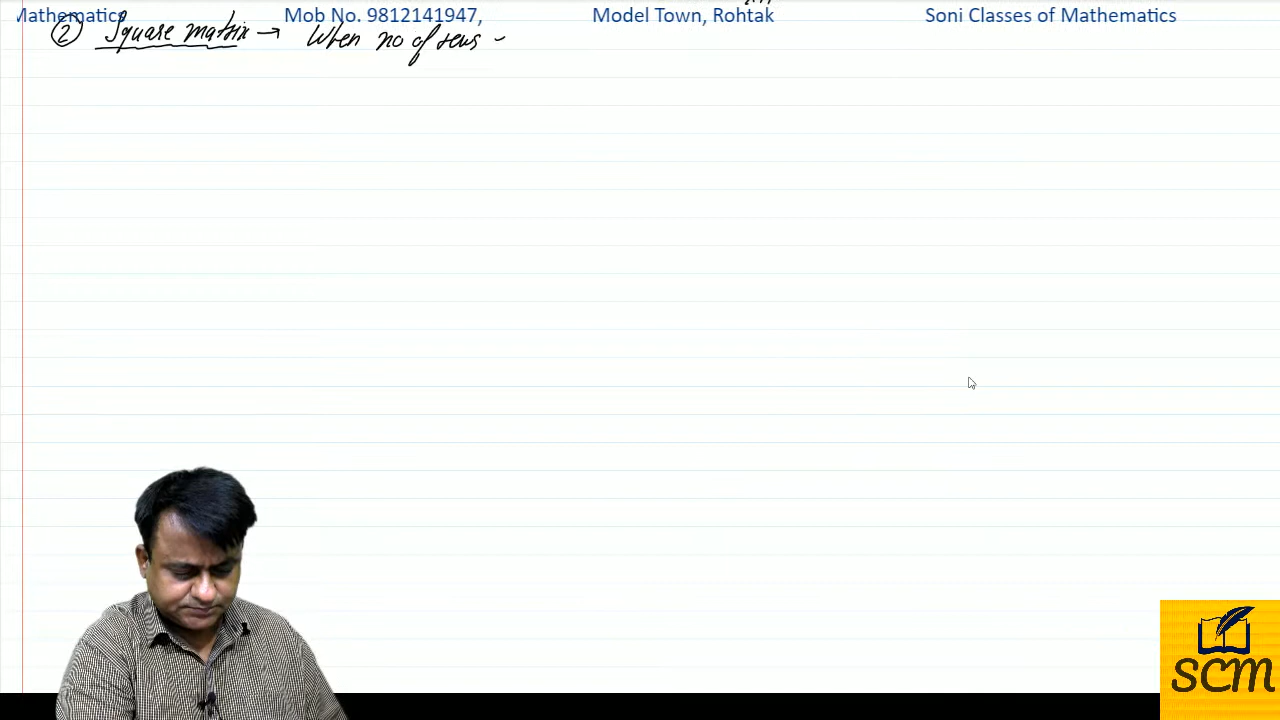 Mathematics Mob No. 9812141947, Model Town, Rohtak Soni Classes of Mathematics
② Square matrix → When no of rows -
SCM